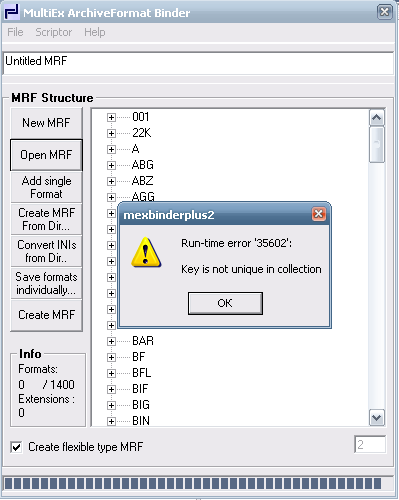 MultiEx ArchiveFormat Binder
File Scriptor Help
Untitled MRF
MRF Structure
New MRF
Open MRF
Add single
Format
Create MRF
From Dir...
Convert INIs
from Dir..
Save formats
individually...
Create MRF
Info
Formats:
0 / 1400
Extensions :
0
001
22K
A
ABG
ABZ
AGG
mexbinderplus2
Run-time error '35602':
Key is not unique in collection
OK
BAR
BF
BFL
BIF
BIG
BIN
Create flexible type MRF
2